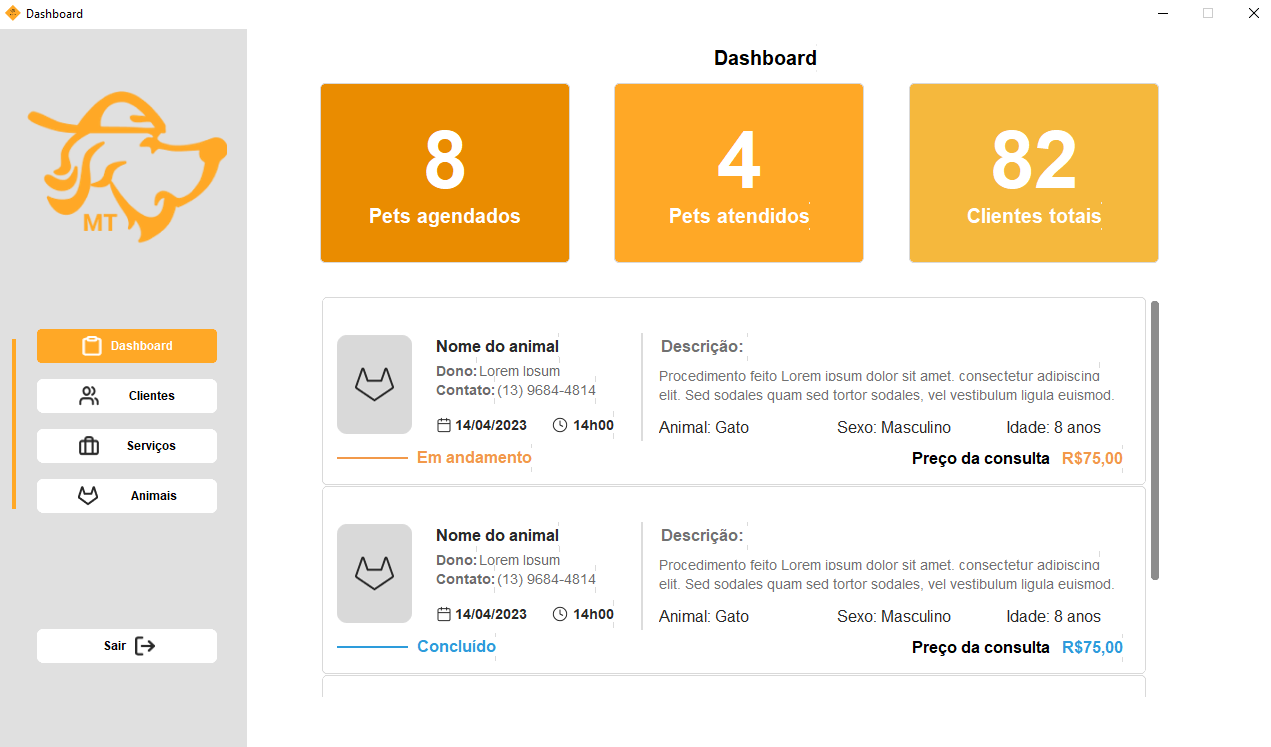 Dashboard
Dashboard
8
Pets agendados
4
Pets atendidos
82
Clientes totais
MT
Dashboard
Clientes
Serviços
Animais
Sair
Nome do animal
Dono: Lorem Ipsum
Contato: (13) 9684-4814
14/04/2023 14h00
Em andamento
Descrição:
Procedimento feito Lorem ipsum dolor sit amet, consectetur adipiscing
elit. Sed sodales quam sed tortor sodales, vel vestibulum ligula euismod.
Animal: Gato Sexo: Masculino Idade: 8 anos
Preço da consulta R$75,00
Nome do animal
Dono: Lorem Ipsum
Contato: (13) 9684-4814
14/04/2023 14h00
Concluído
Descrição:
Procedimento feito Lorem ipsum dolor sit amet, consectetur adipiscing
elit. Sed sodales quam sed tortor sodales, vel vestibulum ligula euismod.
Animal: Gato Sexo: Masculino Idade: 8 anos
Preço da consulta R$75,00